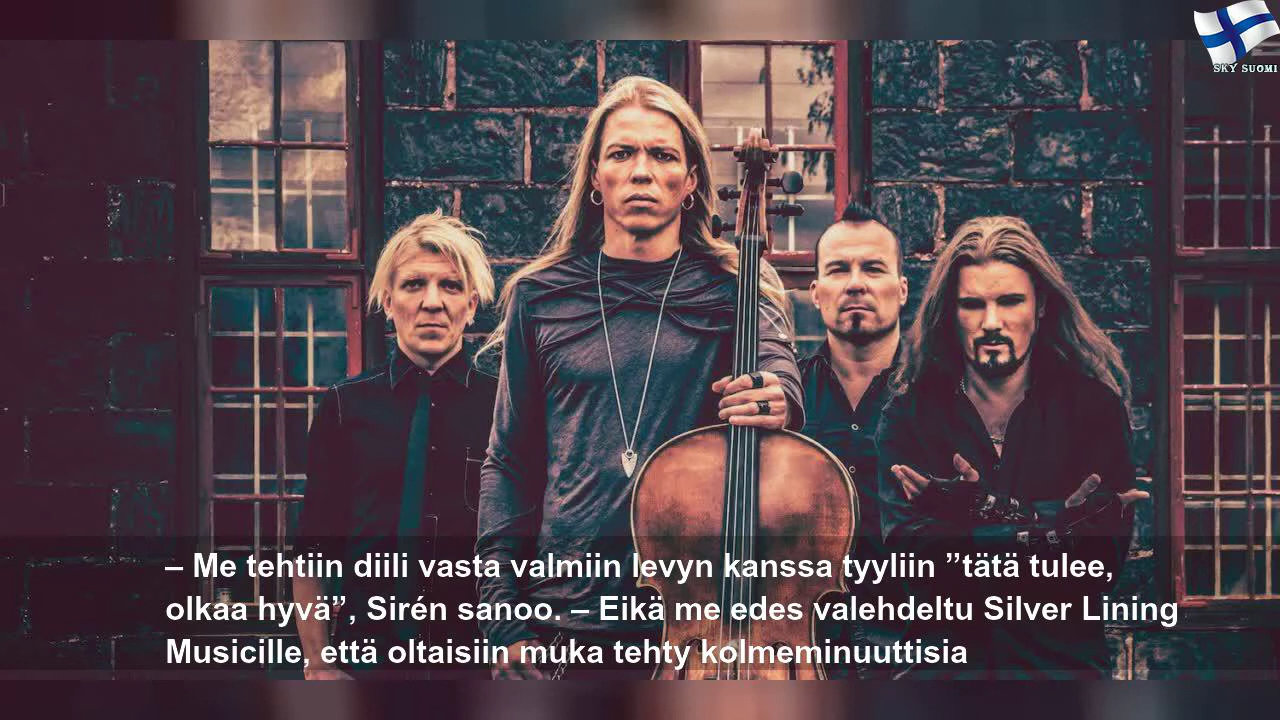 SKY SUOMI
– Me tehtiin diili vasta valmiin levyn kanssa tyyliin ”tätä tulee,
olkaa hyvä”, Sirén sanoo. – Eikä me edes valehdeltu Silver Lining
Musicille, että oltaisiin muka tehty kolmeminuuttisia